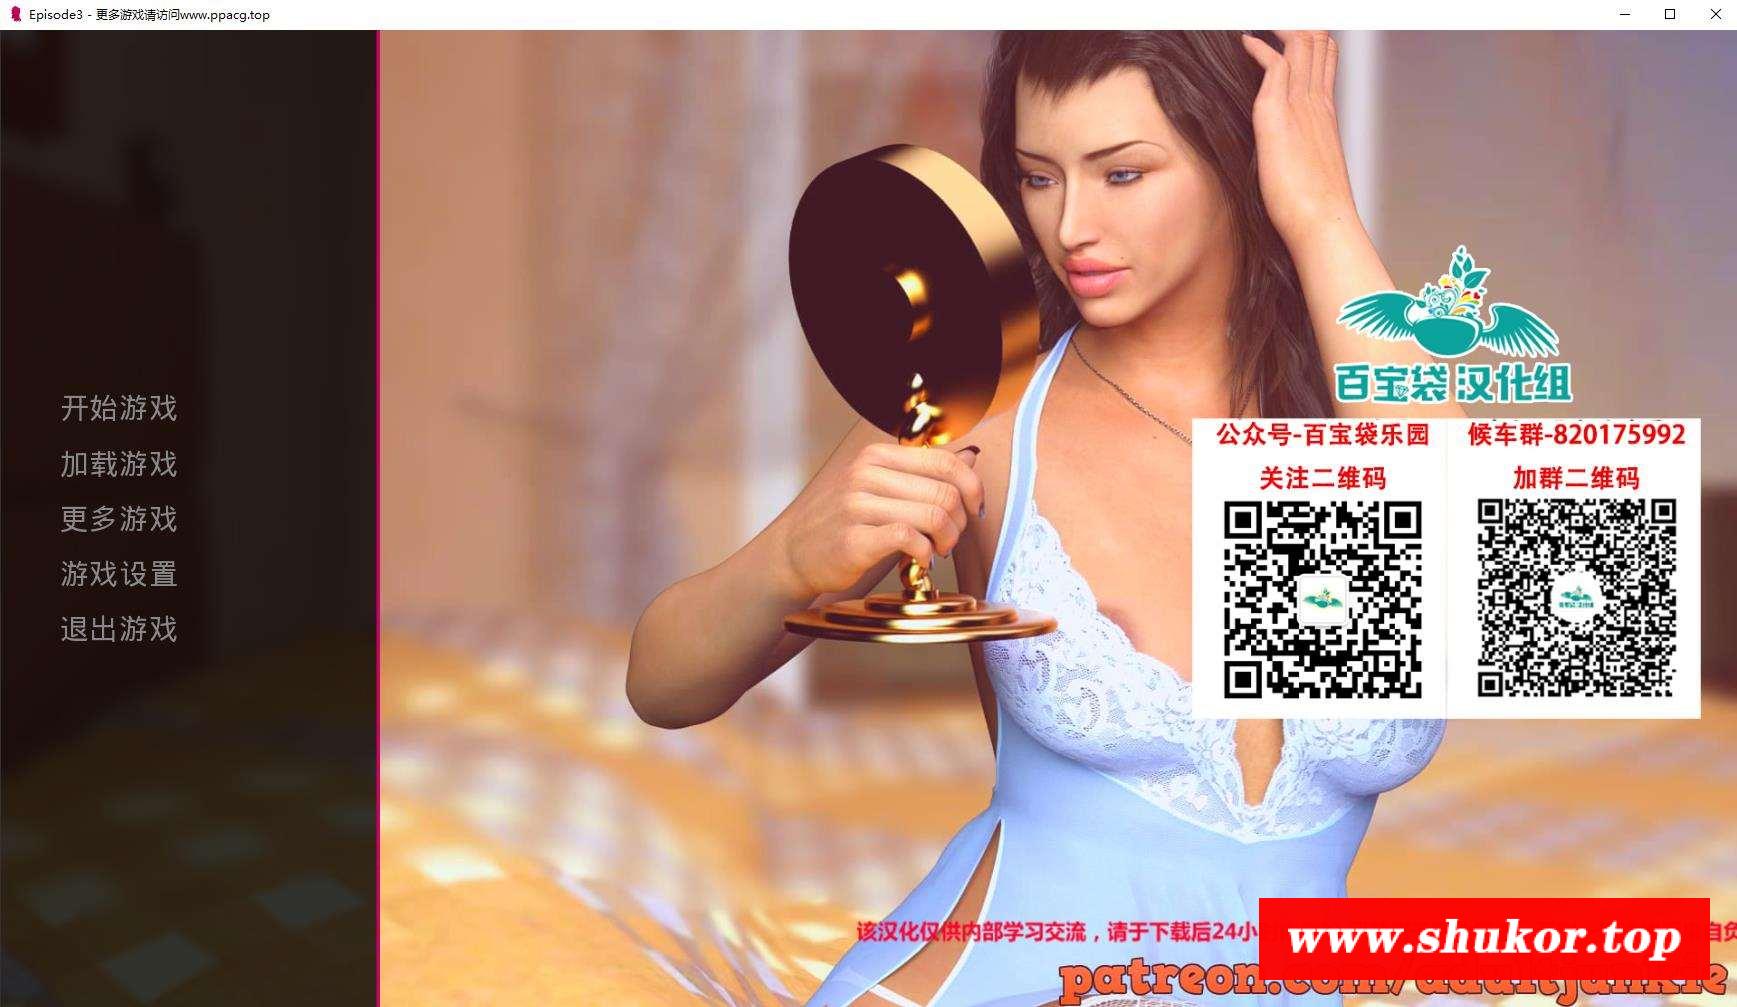 Episode3 - 更多游戏请访问www.ppacg.top
开始游戏
加载游戏
更多游戏
游戏设置
退出游戏
百宝袋 汉化组
公众号-百宝袋乐园
关注二维码
候车群-820175992
加群二维码
该汉化仅供内部学习交流，请于下载后24小
自负
www.shukor.top
patreon.com/adultjunkie